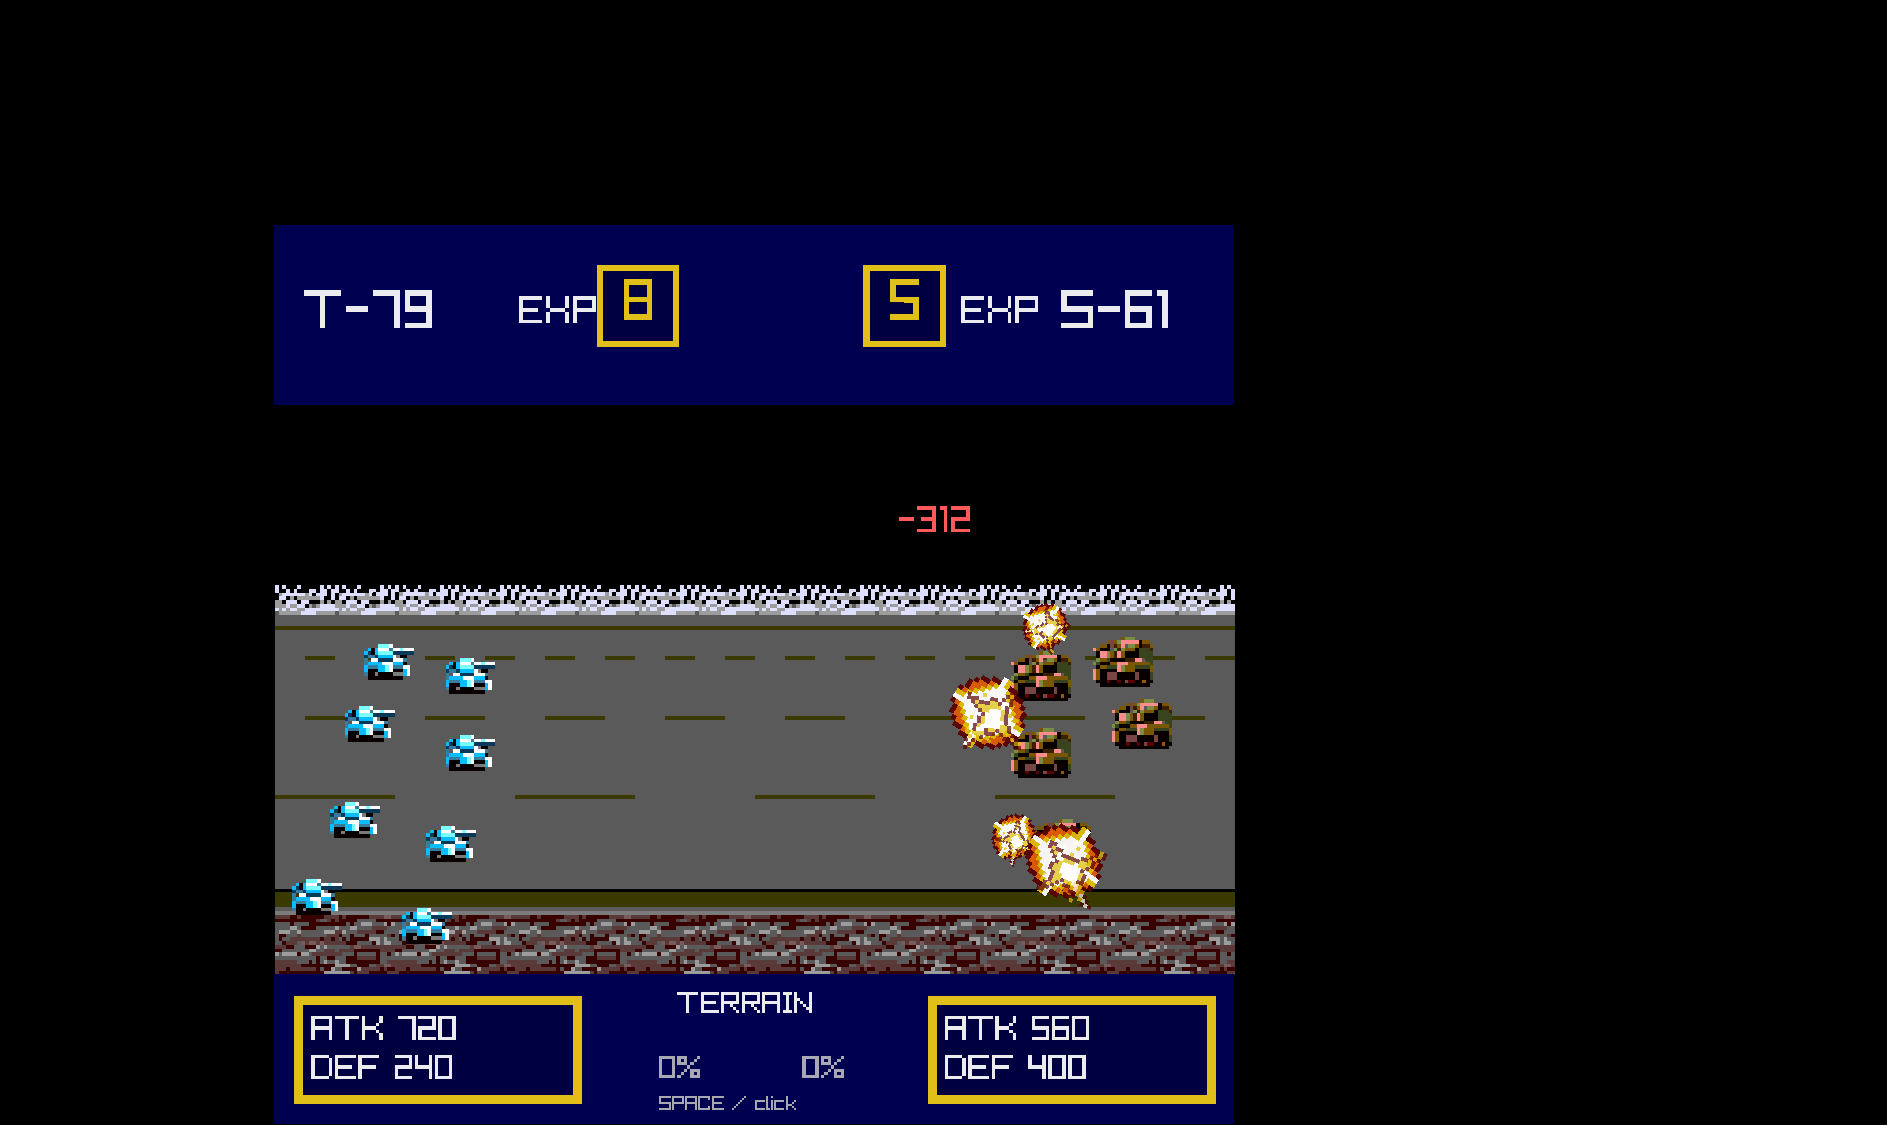 T-79 EXP 8 5 EXP S-61
-312
TERRAIN
ATK 720
DEF 240
0% 0%
ATK 560
DEF 400
SPACE / click